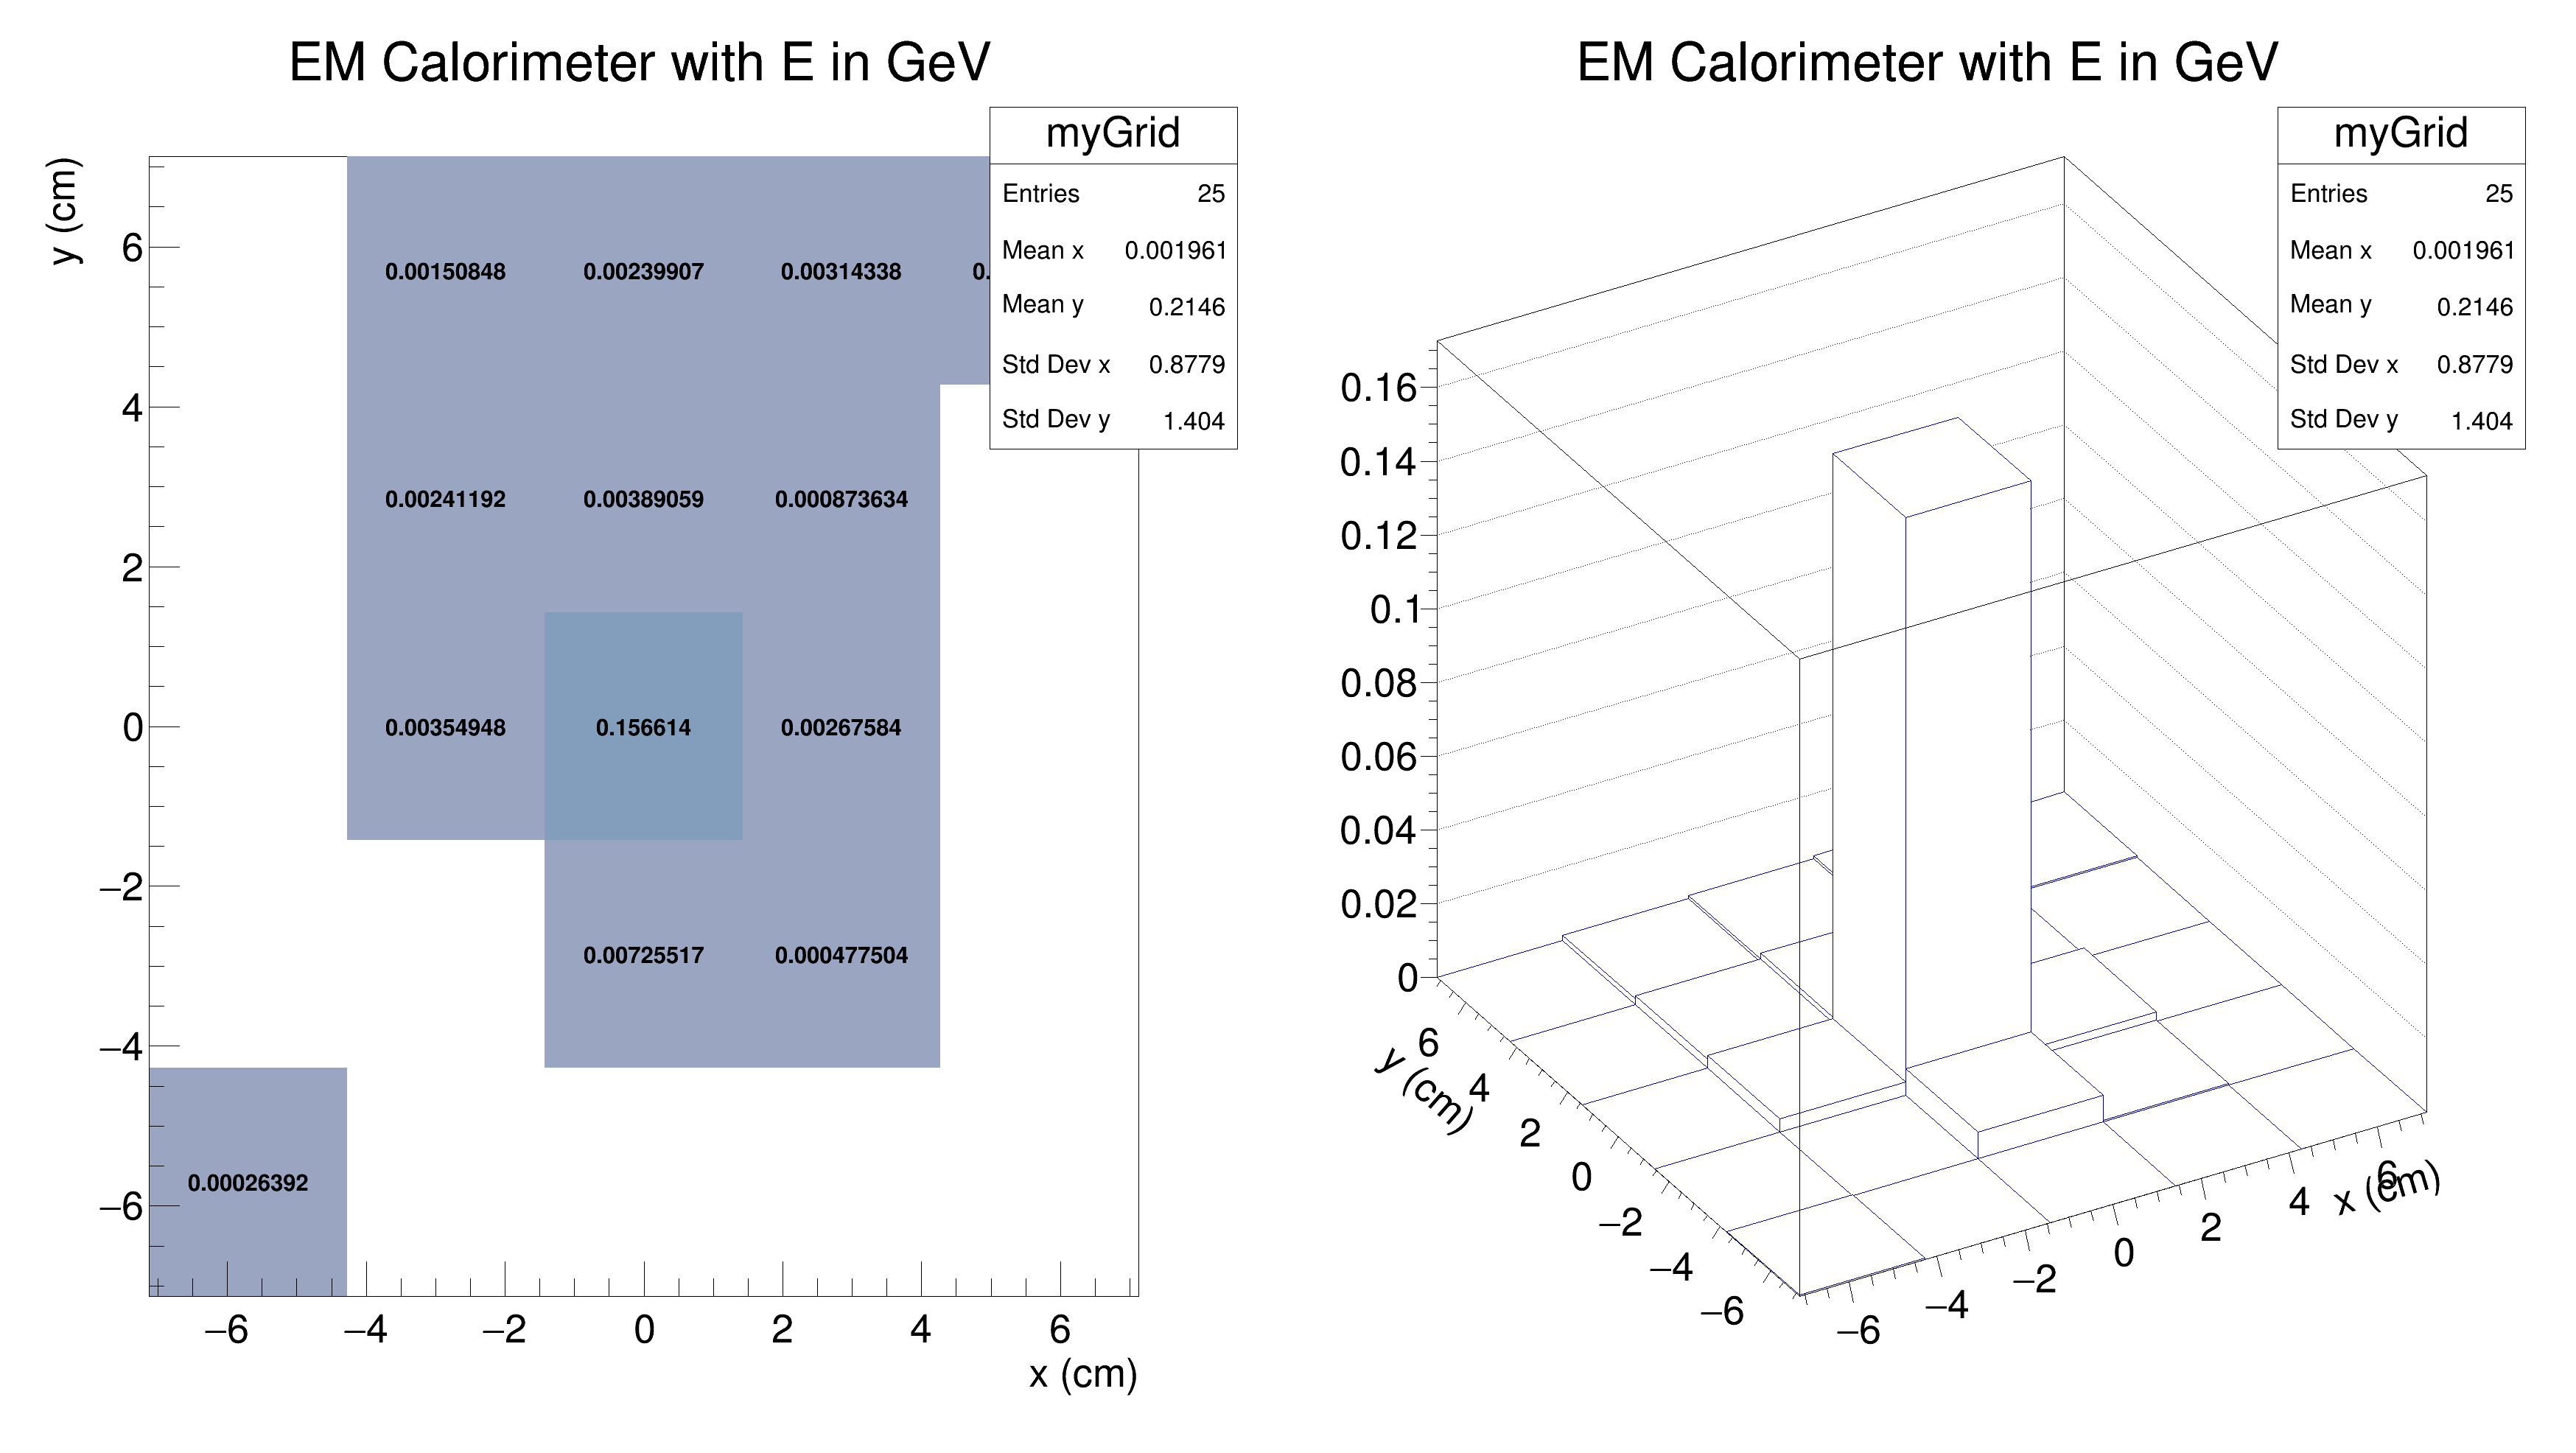 EM Calorimeter with E in GeV
myGrid
Entries 25
Mean x 0.001961
Mean y 0.2146
Std Dev x 0.8779
Std Dev y 1.404
y (cm)
6
4
2
0
−2
−4
−6
0.00150848 0.00239907 0.00314338 0.
0.00241192 0.00389059 0.000873634
0.00354948 0.156614 0.00267584
0.00725517 0.000477504
0.00026392
−6 −4 −2 0 2 4 6
x (cm)
EM Calorimeter with E in GeV
myGrid
Entries 25
Mean x 0.001961
Mean y 0.2146
Std Dev x 0.8779
Std Dev y 1.404
0.16
0.14
0.12
0.1
0.08
0.06
0.04
0.02
0
y (cm)
6
4
2
0
−2
−4
−6
−6
−4
−2
0
2
4
6
x (cm)